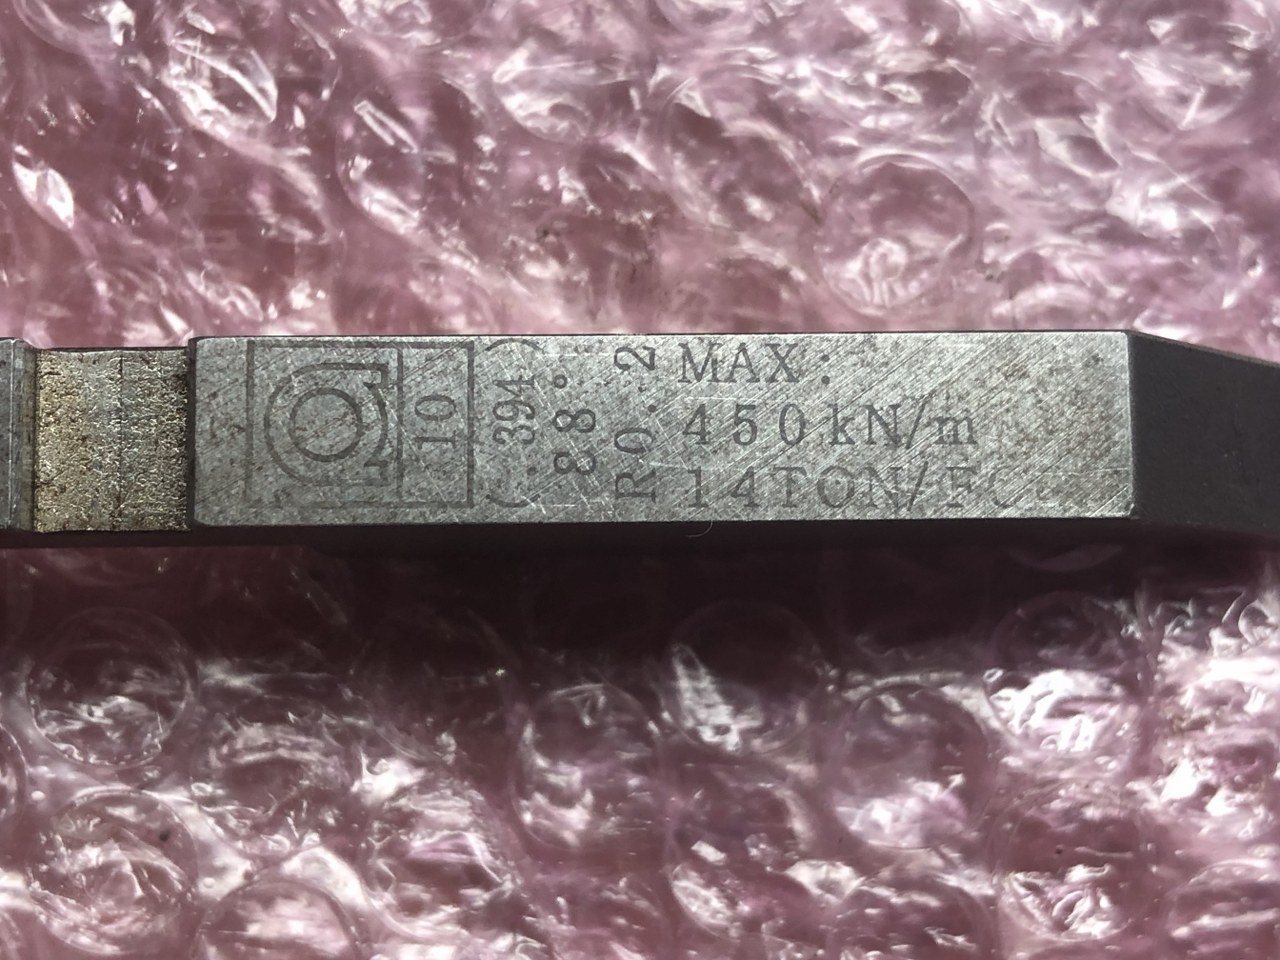 10
(.394)
88°
R0.2
MAX:
450kN/m
14TON/F